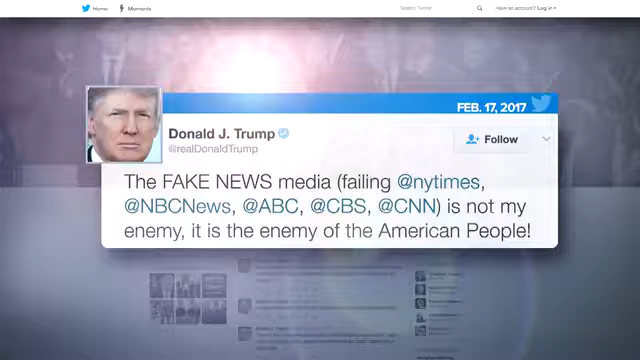 Home Moments Search Twitter Have an account? Log in
FEB. 17, 2017
Donald J. Trump
@realDonaldTrump
Follow
The FAKE NEWS media (failing @nytimes,
@NBCNews, @ABC, @CBS, @CNN) is not my
enemy, it is the enemy of the American People!